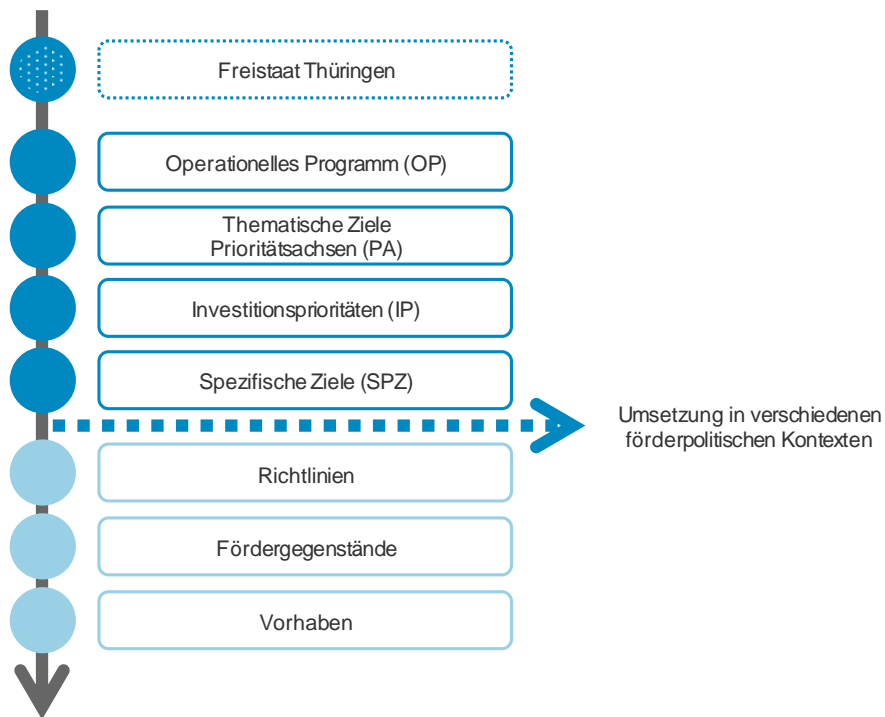 Freistaat Thüringen
Operationelles Programm (OP)
Thematische Ziele
Prioritätsachsen (PA)
Investitionsprioritäten (IP)
Spezifische Ziele (SPZ)
Umsetzung in verschiedenen
förderpolitischen Kontexten
Richtlinien
Fördergegenstände
Vorhaben